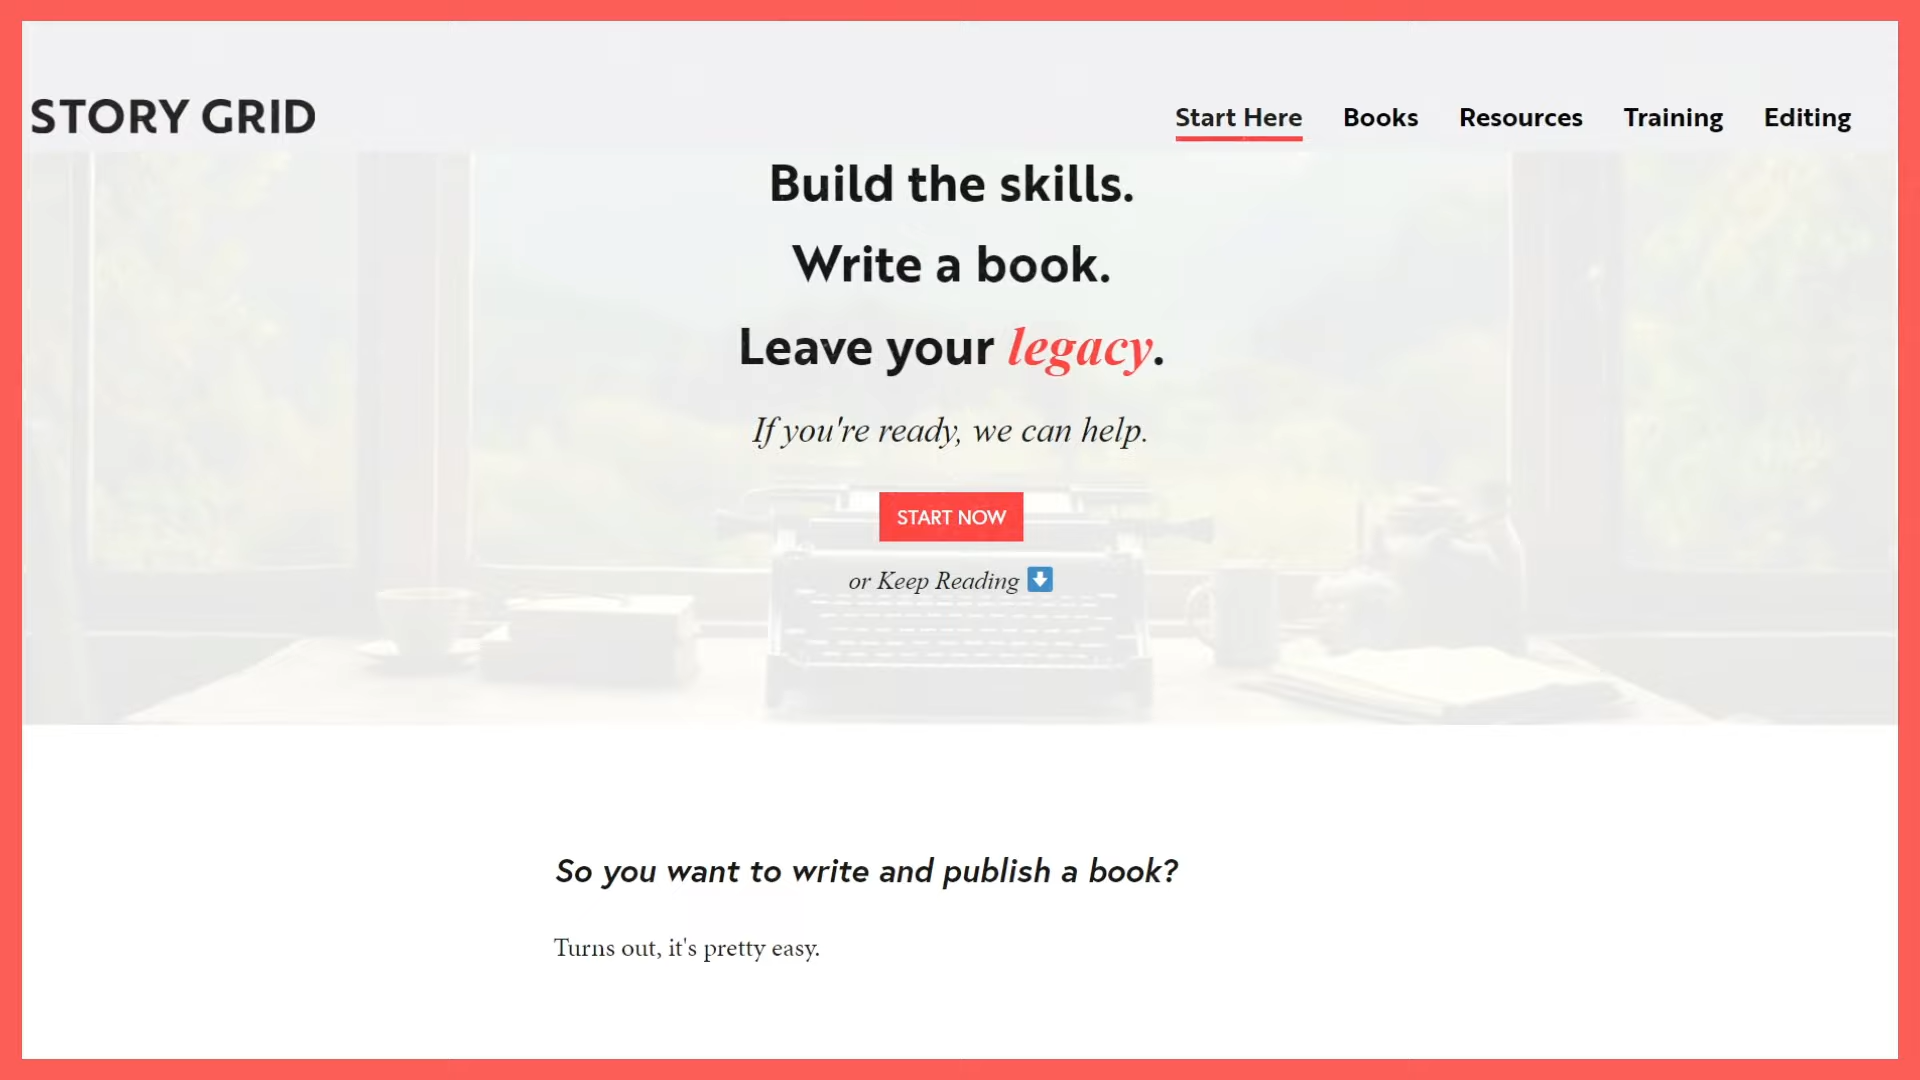 STORY GRID
Start Here Books Resources Training Editing
Build the skills.
Write a book.
Leave your legacy.
If you're ready, we can help.
START NOW
or Keep Reading ⬇️
So you want to write and publish a book?
Turns out, it's pretty easy.